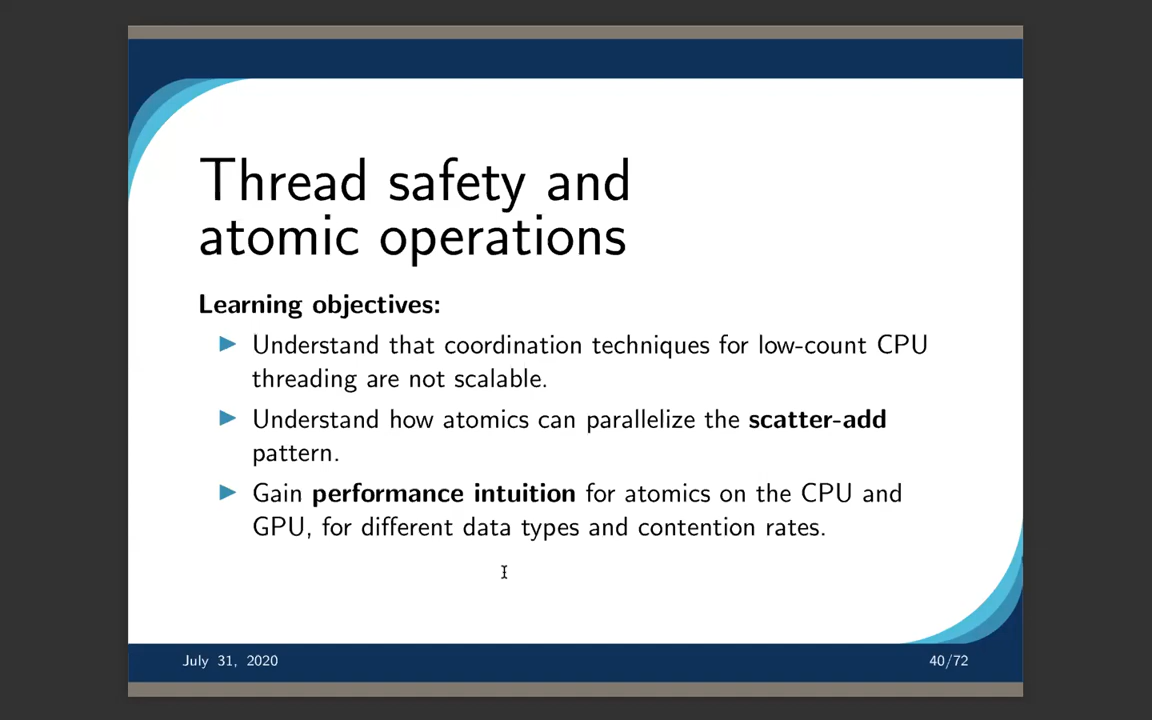 Thread safety and
atomic operations
Learning objectives:
Understand that coordination techniques for low-count CPU
threading are not scalable.
Understand how atomics can parallelize the scatter-add
pattern.
Gain performance intuition for atomics on the CPU and
GPU, for different data types and contention rates.
July 31, 2020
40/72